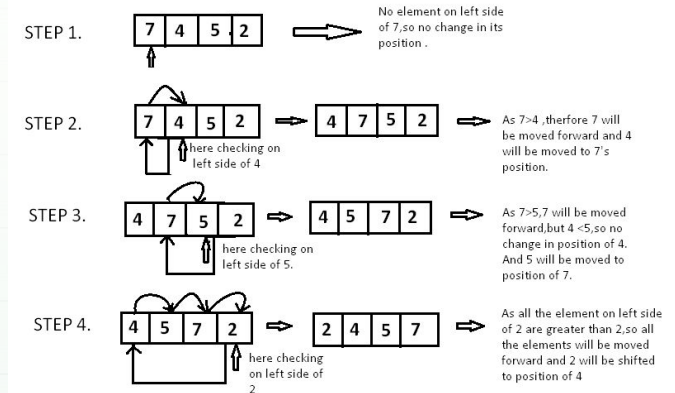 STEP 1.
7 4 5 2
No element on left side
of 7,so no change in its
position .
STEP 2.
7 4 5 2
here checking on
left side of 4
4 7 5 2
As 7>4 ,therfore 7 will
be moved forward and 4
will be moved to 7's
position.
STEP 3.
4 7 5 2
here checking on
left side of 5.
4 5 7 2
As 7>5,7 will be moved
forward,but 4 <5,so no
change in position of 4.
And 5 will be moved to
position of 7.
STEP 4.
4 5 7 2
here checking
on left side of
2
2 4 5 7
As all the element on left side
of 2 are greater than 2,so all
the elements will be moved
forward and 2 will be shifted
to position of 4